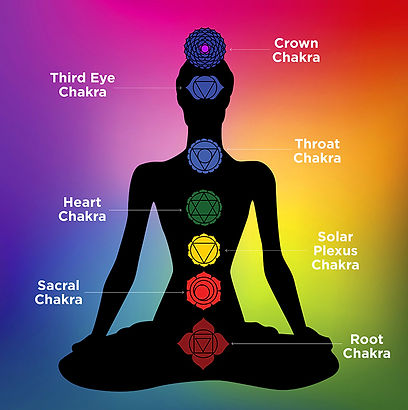 Crown
Chakra
Third Eye
Chakra
Throat
Chakra
Heart
Chakra
Solar
Plexus
Chakra
Sacral
Chakra
Root
Chakra